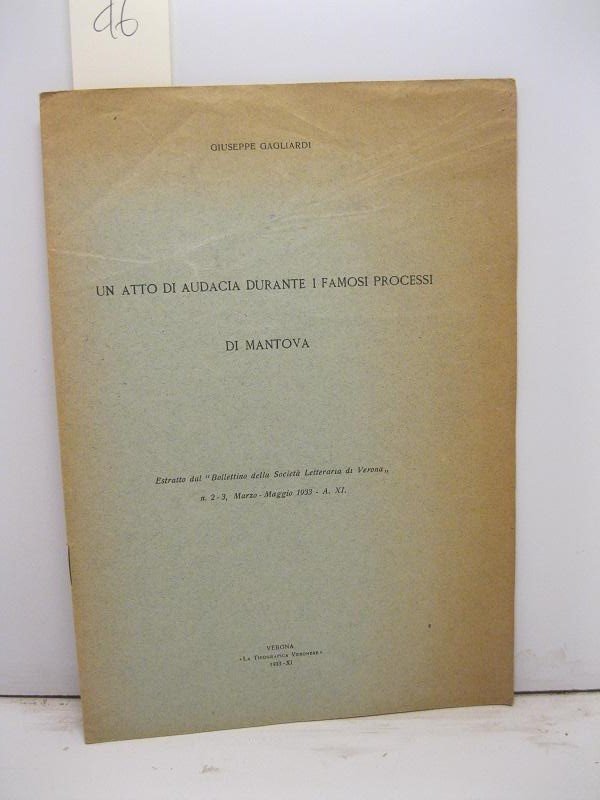 96
GIUSEPPE GAGLIARDI
UN ATTO DI AUDACIA DURANTE I FAMOSI PROCESSI
DI MANTOVA
Estratto dal "Bollettino della Società Letteraria di Verona„
n. 2-3, Marzo-Maggio 1933 - A. XI.
VERONA
«LA TIPOGRAFICA VERONESE»
1933-XI